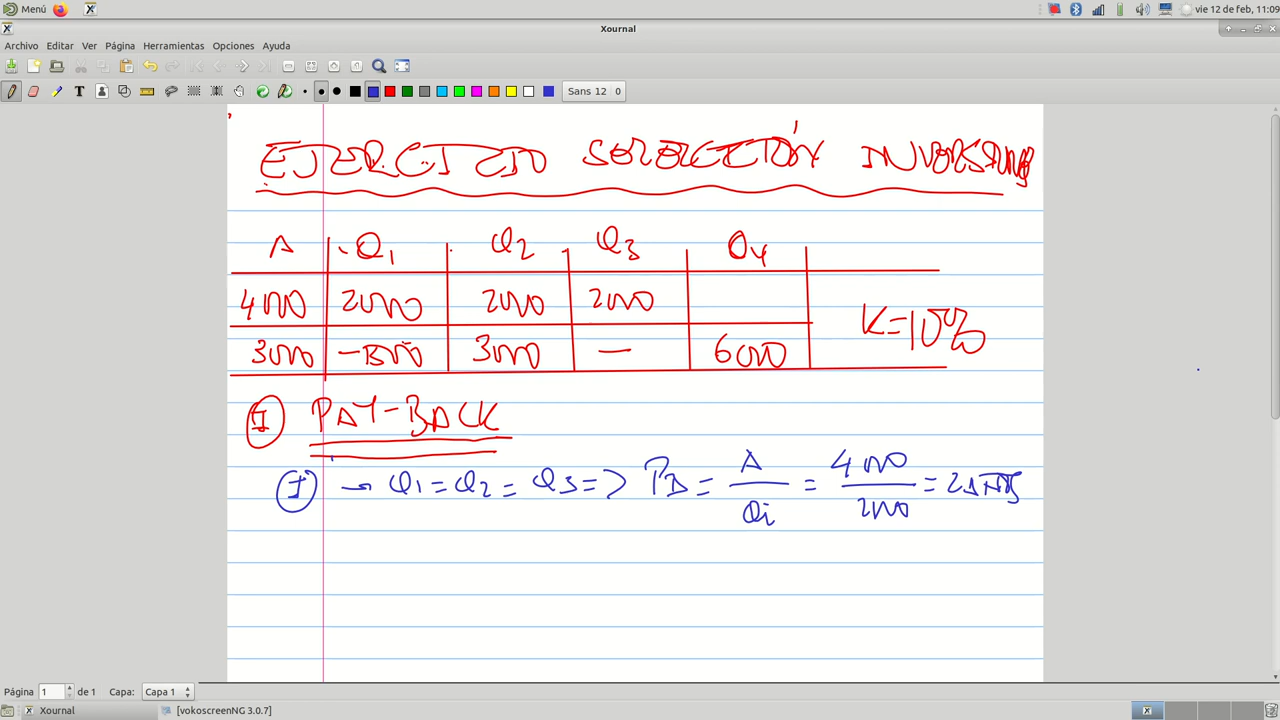 Menú
vie 12 de feb, 11:09
Xournal
Archivo Editar Ver Página Herramientas Opciones Ayuda
Sans 12 0
EJERCICIO SELECCIÓN INVERSIONES
A Q1 Q2 Q3 Q4
4000 2000 2000 2000
K=10%
3000 3000 — 6000
PAY-BACK
I → Q1 = Q2 = Q3 => PB = A / Qi = 4000 / 2000 = 2 AÑOS
Página 1 de 1 Capa: Capa 1
Xournal [vokoscreenNG 3.0.7]